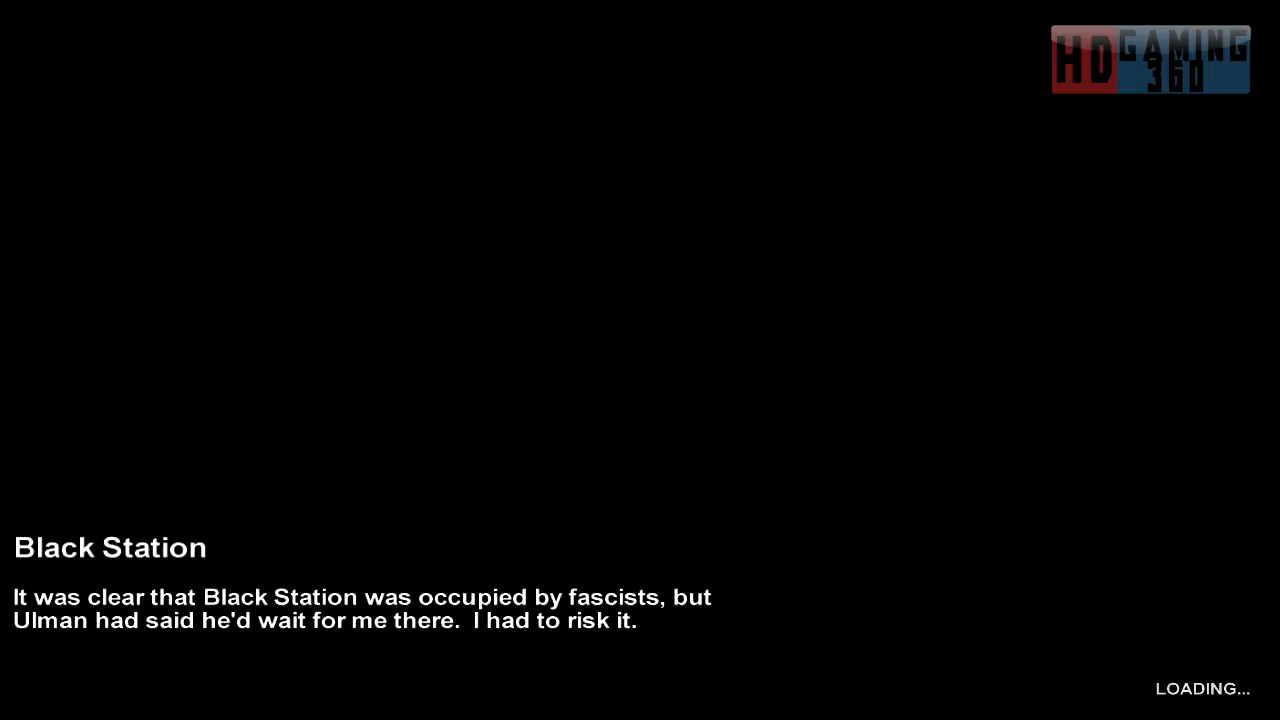 HD GAMING
360
Black Station
It was clear that Black Station was occupied by fascists, but
Ulman had said he'd wait for me there.  I had to risk it.
LOADING...